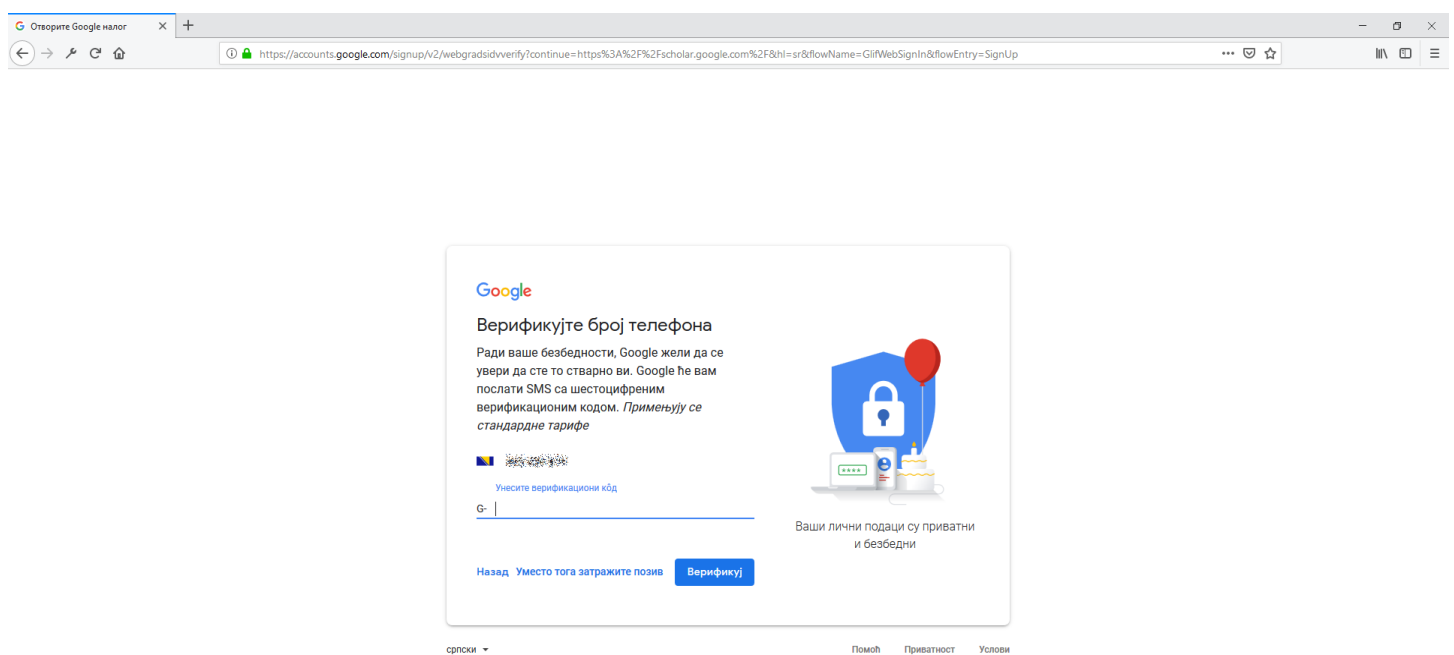 Отворите Google налог
https://accounts.google.com/signup/v2/webgradsidvverify?continue=https%3A%2F%2Fscholar.google.com%2F&hl=sr&flowName=GlifWebSignIn&flowEntry=SignUp
Google
Верификујте број телефона
Ради ваше безбедности, Google жели да се
увери да сте то стварно ви. Google ће вам
послати SMS са шестоцифреним
верификационим кодом. Примењују се
стандардне тарифе
Унесите верификациони кôд
G-
Назад Уместо тога затражите позив Верификуј
****
Ваши лични подаци су приватни
и безбедни
српски Помоћ Приватност Услови